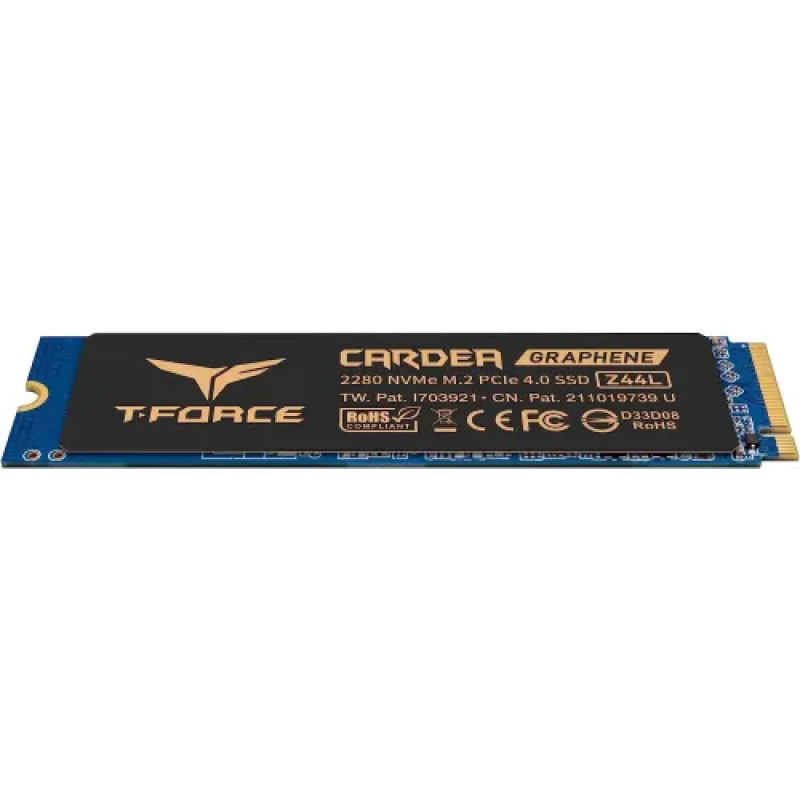 T-FORCE
CARDEA GRAPHENE
2280 NVMe M.2 PCIe 4.0 SSD Z44L
TW. Pat. I703921 · CN. Pat. 211019739 U
RoHS
COMPLIANT
CE FC
D33D08
RoHS